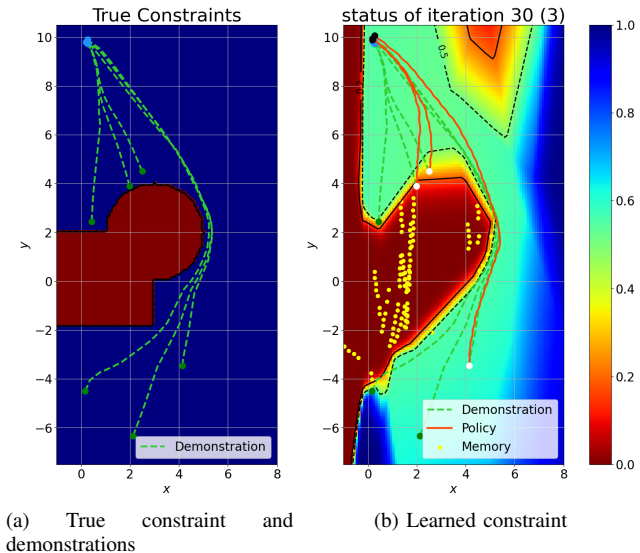 True Constraints
status of iteration 30 (3)
10
8
6
4
2
0
−2
−4
−6
y
0
2
4
6
8
x
Demonstration
10
8
6
4
2
0
−2
−4
−6
y
0.5
0
2
4
6
8
x
Demonstration
Policy
Memory
1.0
0.8
0.6
0.4
0.2
0.0
(a) True constraint and
demonstrations
(b) Learned constraint